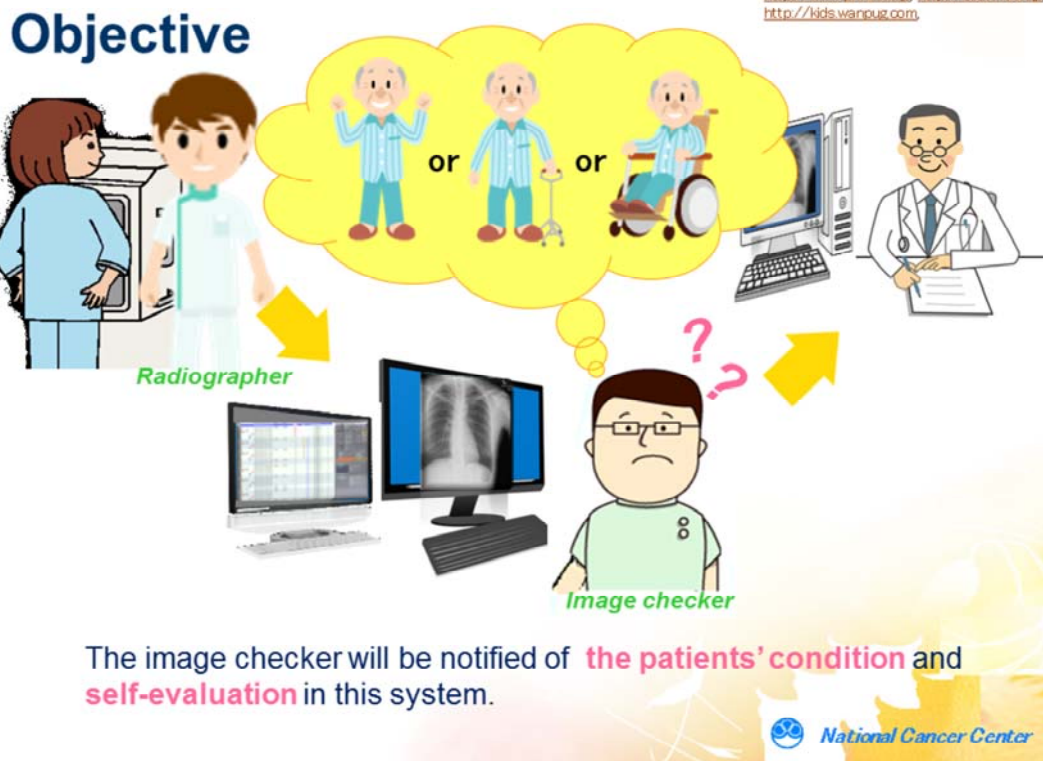 http://kids.wanpug.com,
Objective
or
or
Radiographer
? ?
Image checker
The image checker will be notified of the patients' condition and
self-evaluation in this system.
National Cancer Center